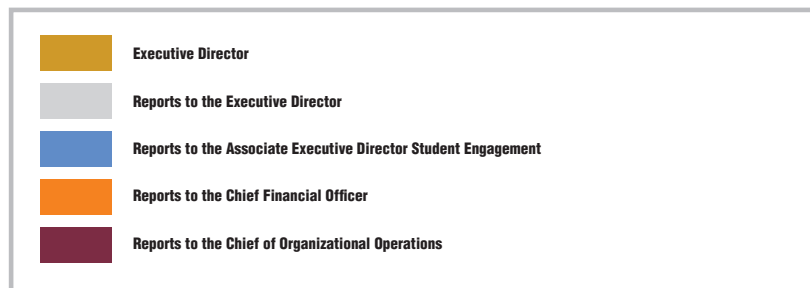 Executive Director
Reports to the Executive Director
Reports to the Associate Executive Director Student Engagement
Reports to the Chief Financial Officer
Reports to the Chief of Organizational Operations